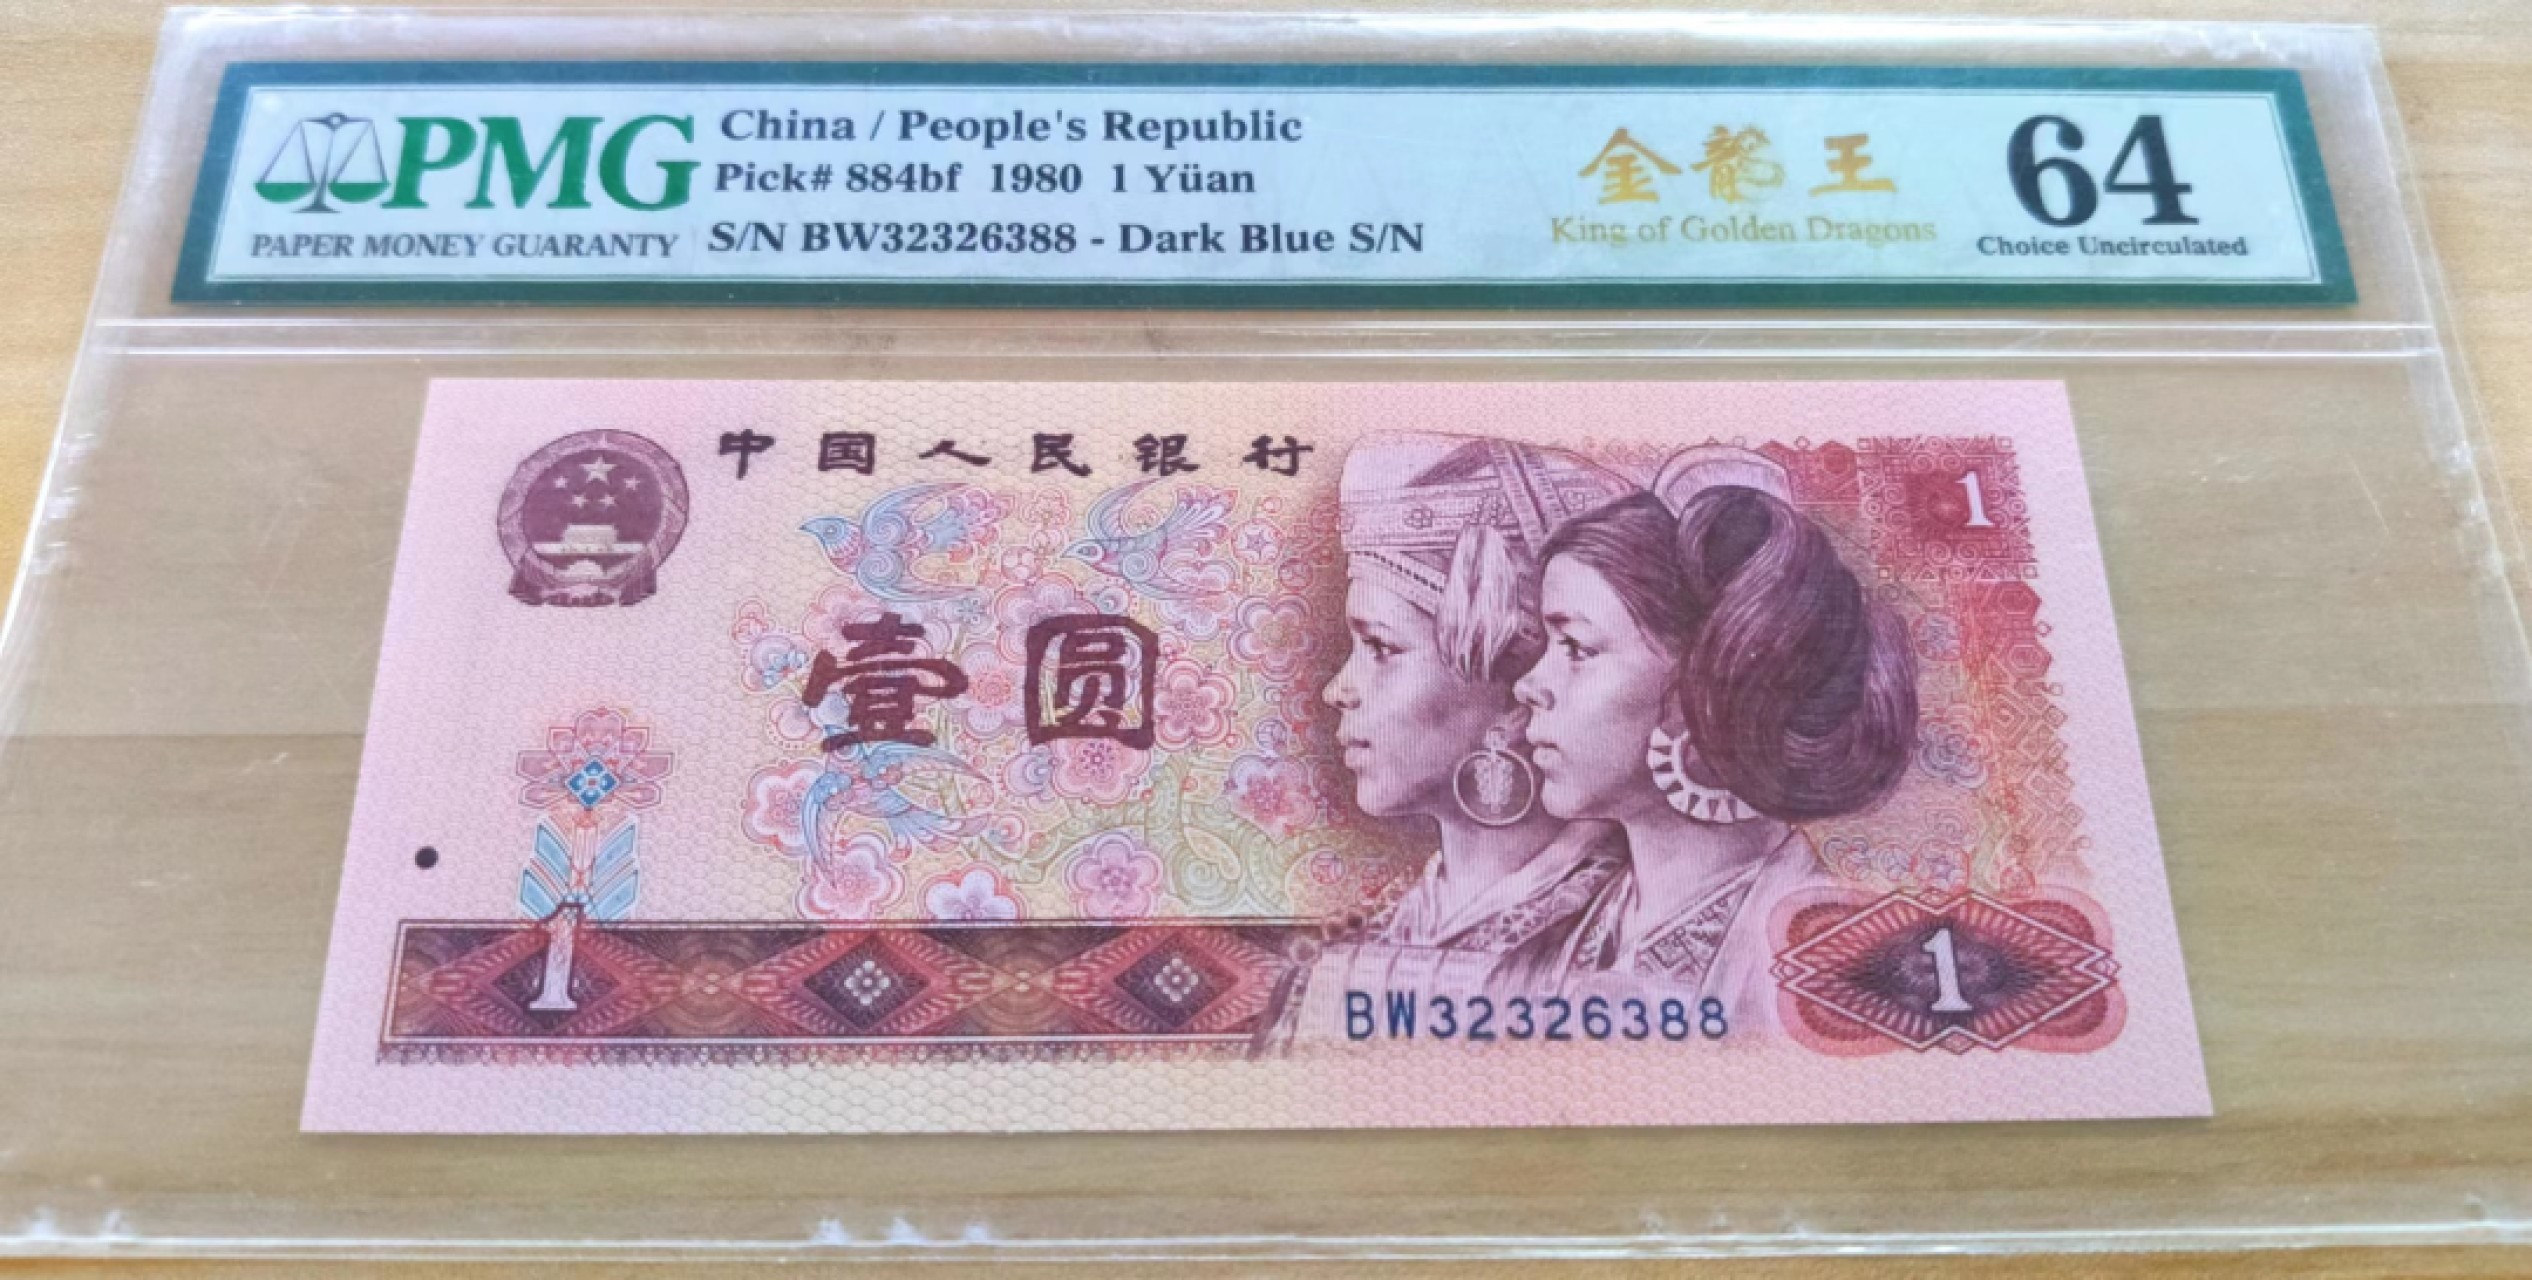 PMG
PAPER MONEY GUARANTY
China / People's Republic
Pick# 884bf 1980 1 Yüan
S/N BW32326388 - Dark Blue S/N
金龍王
King of Golden Dragons
64
Choice Uncirculated
中国人民银行
1
壹圆
1
BW32326388
1